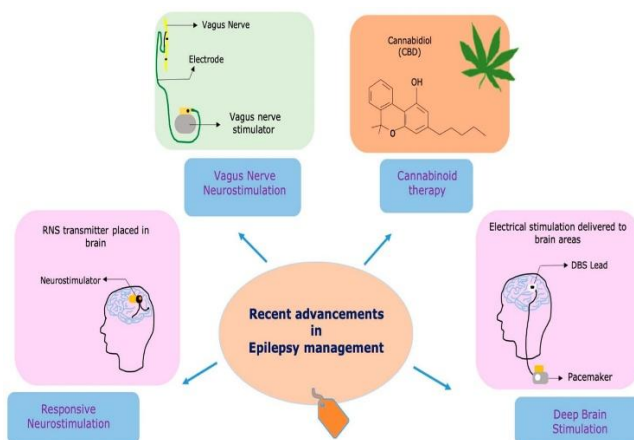 Vagus Nerve
Electrode
Vagus nerve
stimulator
Vagus Nerve
Neurostimulation
Cannabidiol
(CBD)
OH
O
Cannabinoid
therapy
RNS transmitter placed in
brain
Neurostimulator
Responsive
Neurostimulation
Recent advancements
in
Epilepsy management
Electrical stimulation delivered to
brain areas
DBS Lead
Pacemaker
Deep Brain
Stimulation